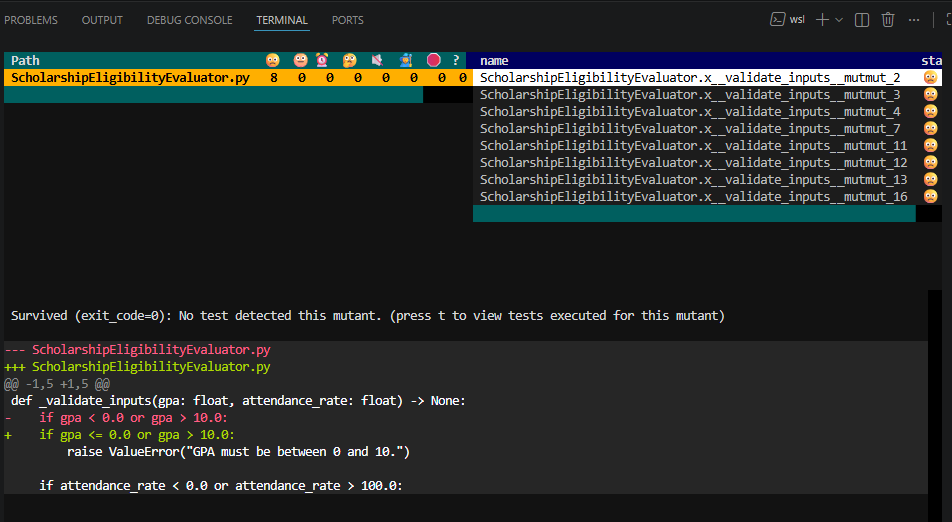 PROBLEMS OUTPUT DEBUG CONSOLE TERMINAL PORTS wsl
Path ? name sta
ScholarshipEligibilityEvaluator.py 8 0 0 0 0 0 0 0 ScholarshipEligibilityEvaluator.x__validate_inputs__mutmut_2
ScholarshipEligibilityEvaluator.x__validate_inputs__mutmut_3
ScholarshipEligibilityEvaluator.x__validate_inputs__mutmut_4
ScholarshipEligibilityEvaluator.x__validate_inputs__mutmut_7
ScholarshipEligibilityEvaluator.x__validate_inputs__mutmut_11
ScholarshipEligibilityEvaluator.x__validate_inputs__mutmut_12
ScholarshipEligibilityEvaluator.x__validate_inputs__mutmut_13
ScholarshipEligibilityEvaluator.x__validate_inputs__mutmut_16
Survived (exit_code=0): No test detected this mutant. (press t to view tests executed for this mutant)
--- ScholarshipEligibilityEvaluator.py
+++ ScholarshipEligibilityEvaluator.py
@@ -1,5 +1,5 @@
def _validate_inputs(gpa: float, attendance_rate: float) -> None:
- if gpa < 0.0 or gpa > 10.0:
+ if gpa <= 0.0 or gpa > 10.0:
raise ValueError("GPA must be between 0 and 10.")
if attendance_rate < 0.0 or attendance_rate > 100.0: